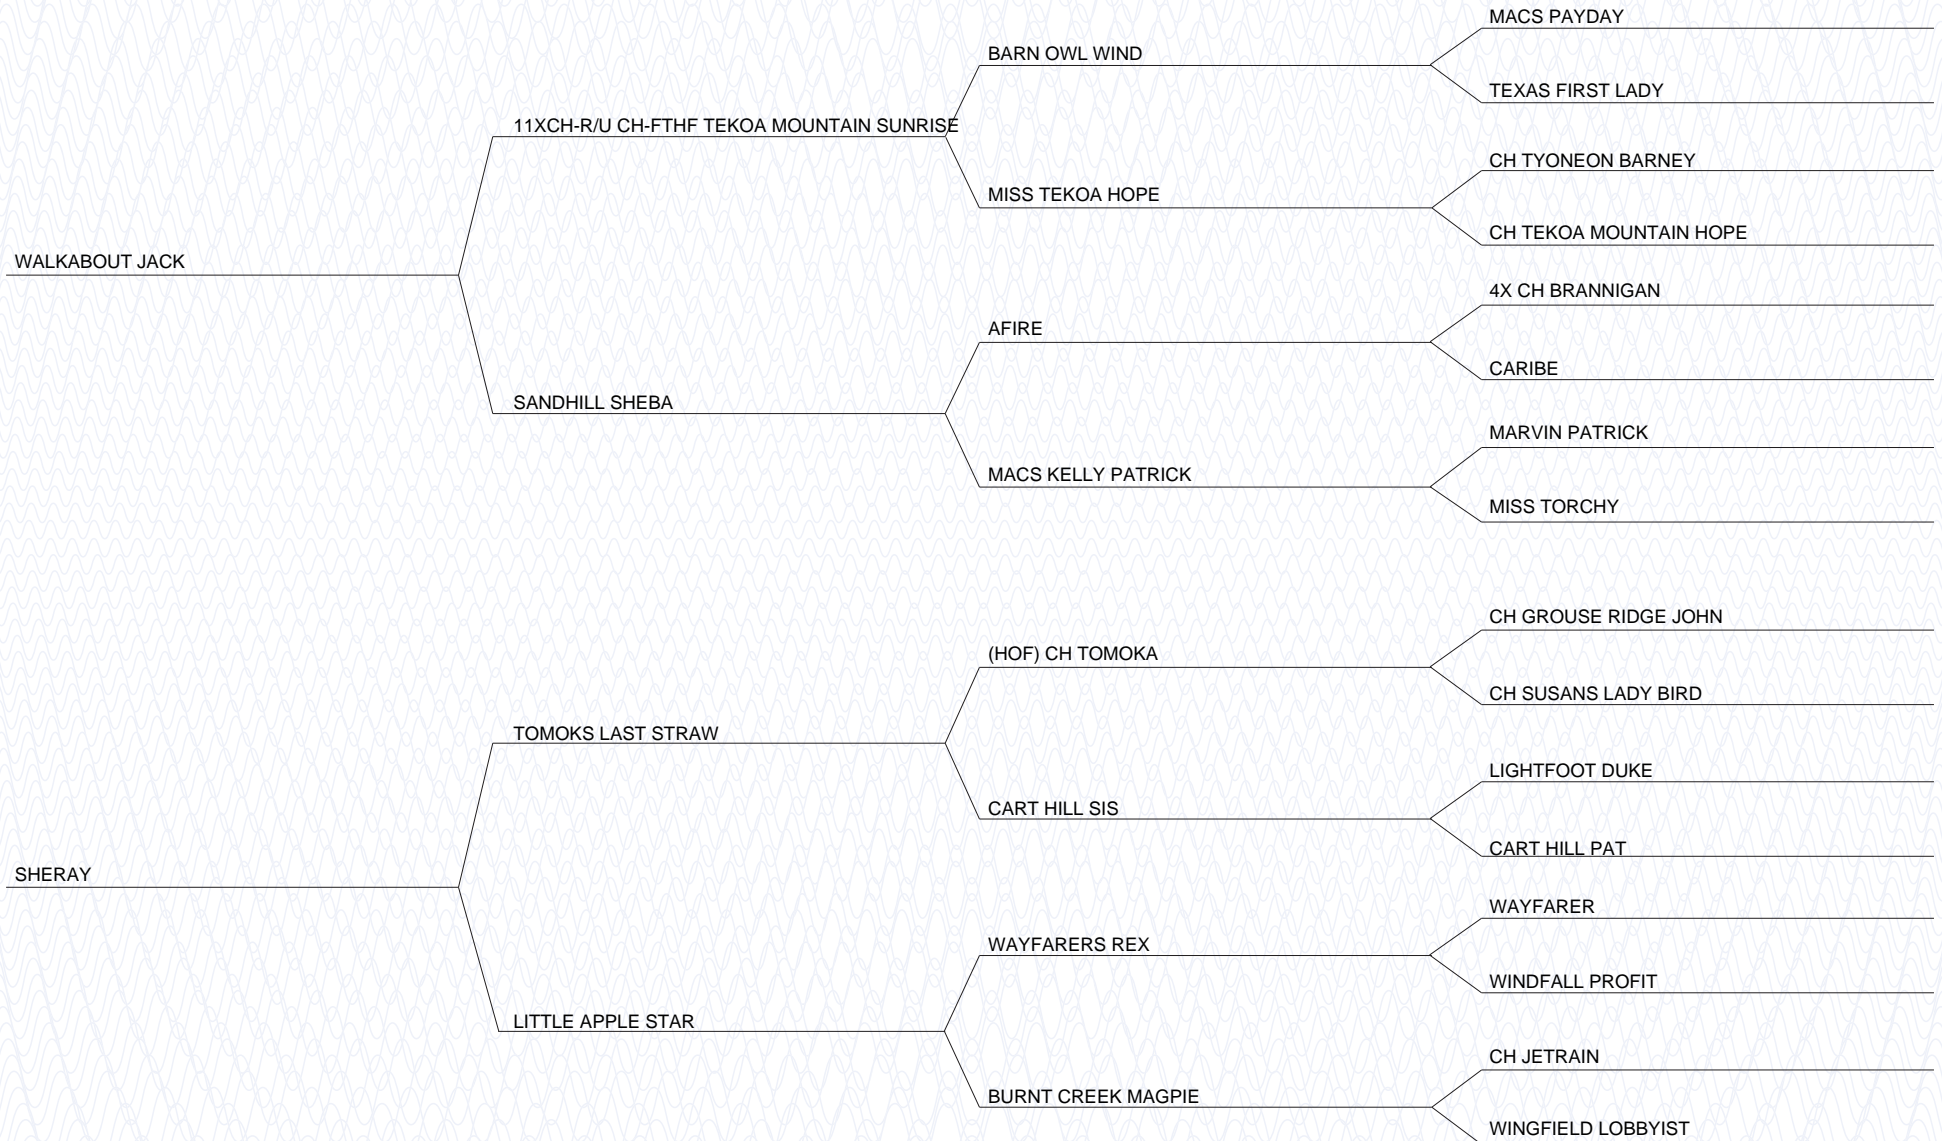 MACS PAYDAY
BARN OWL WIND
TEXAS FIRST LADY
11XCH-R/U CH-FTHF TEKOA MOUNTAIN SUNRISE
CH TYONEON BARNEY
MISS TEKOA HOPE
CH TEKOA MOUNTAIN HOPE
WALKABOUT JACK
4X CH BRANNIGAN
AFIRE
CARIBE
SANDHILL SHEBA
MARVIN PATRICK
MACS KELLY PATRICK
MISS TORCHY
CH GROUSE RIDGE JOHN
(HOF) CH TOMOKA
CH SUSANS LADY BIRD
TOMOKS LAST STRAW
LIGHTFOOT DUKE
CART HILL SIS
CART HILL PAT
SHERAY
WAYFARER
WAYFARERS REX
WINDFALL PROFIT
LITTLE APPLE STAR
CH JETRAIN
BURNT CREEK MAGPIE
WINGFIELD LOBBYIST